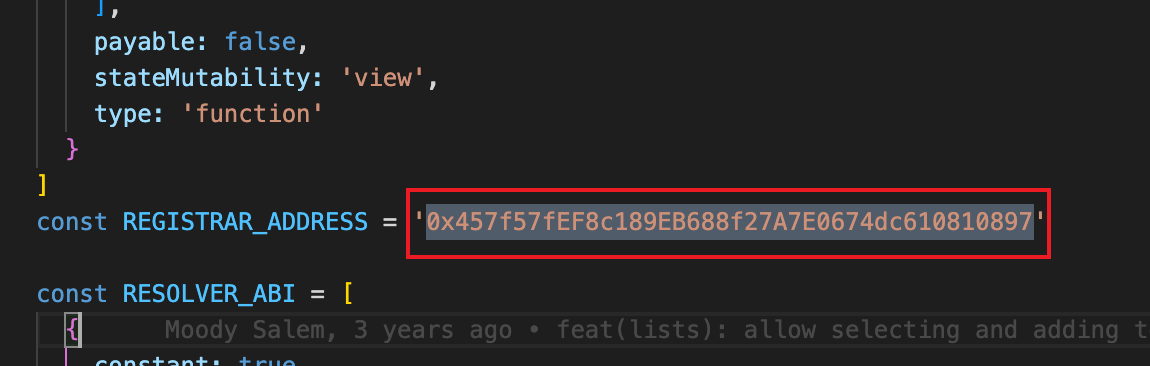 ],
payable: false,
stateMutability: 'view',
type: 'function'
}
]
const REGISTRAR_ADDRESS = '0x457f57fEF8c189EB688f27A7E0674dc610810897'
const RESOLVER_ABI = [
{ Moody Salem, 3 years ago • feat(lists): allow selecting and adding t
constant: true